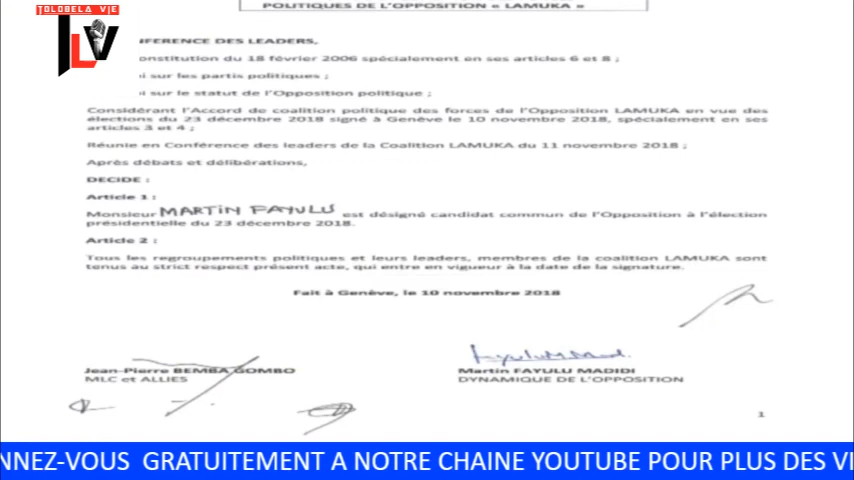 TOLOBELA VIE
JLV
POLITIQUES DE L'OPPOSITION « LAMUKA »
NFERENCE DES LEADERS,
onstitution du 18 février 2006 spécialement en ses articles 6 et 8 ;
oi sur les partis politiques ;
oi sur le statut de l'Opposition politique ;
Considérant l'Accord de coalition politique des forces de l'Opposition LAMUKA en vue des
élections du 23 décembre 2018 signé à Genève le 10 novembre 2018, spécialement en ses
articles 3 et 4 ;
Réunie en Conférence des leaders de la Coalition LAMUKA du 11 novembre 2018 ;
Après débats et délibérations,
DECIDE :
Article 1 :
Monsieur MARTIN FAYULU est désigné candidat commun de l'Opposition à l'élection
présidentielle du 23 décembre 2018.
Article 2 :
Tous les regroupements politiques et leurs leaders, membres de la coalition LAMUKA sont
tenus au strict respect présent acte, qui entre en vigueur à la date de la signature.
Fait à Genève, le 10 novembre 2018
Jean-Pierre BEMBA GOMBO
MLC et ALLIES
Martin FAYULU MADIDI
DYNAMIQUE DE L'OPPOSITION
1
NNEZ-VOUS GRATUITEMENT A NOTRE CHAINE YOUTUBE POUR PLUS DES VI